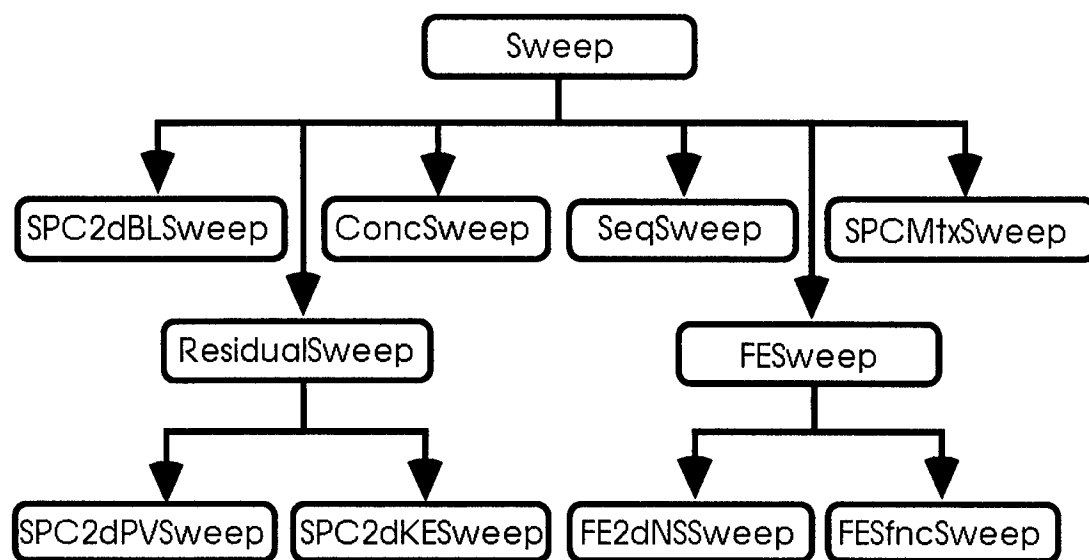 Sweep
SPC2dBLSweep
ConcSweep
SeqSweep
SPCMtxSweep
ResidualSweep
FESweep
SPC2dPVSweep
SPC2dKESweep
FE2dNSSweep
FESfncSweep